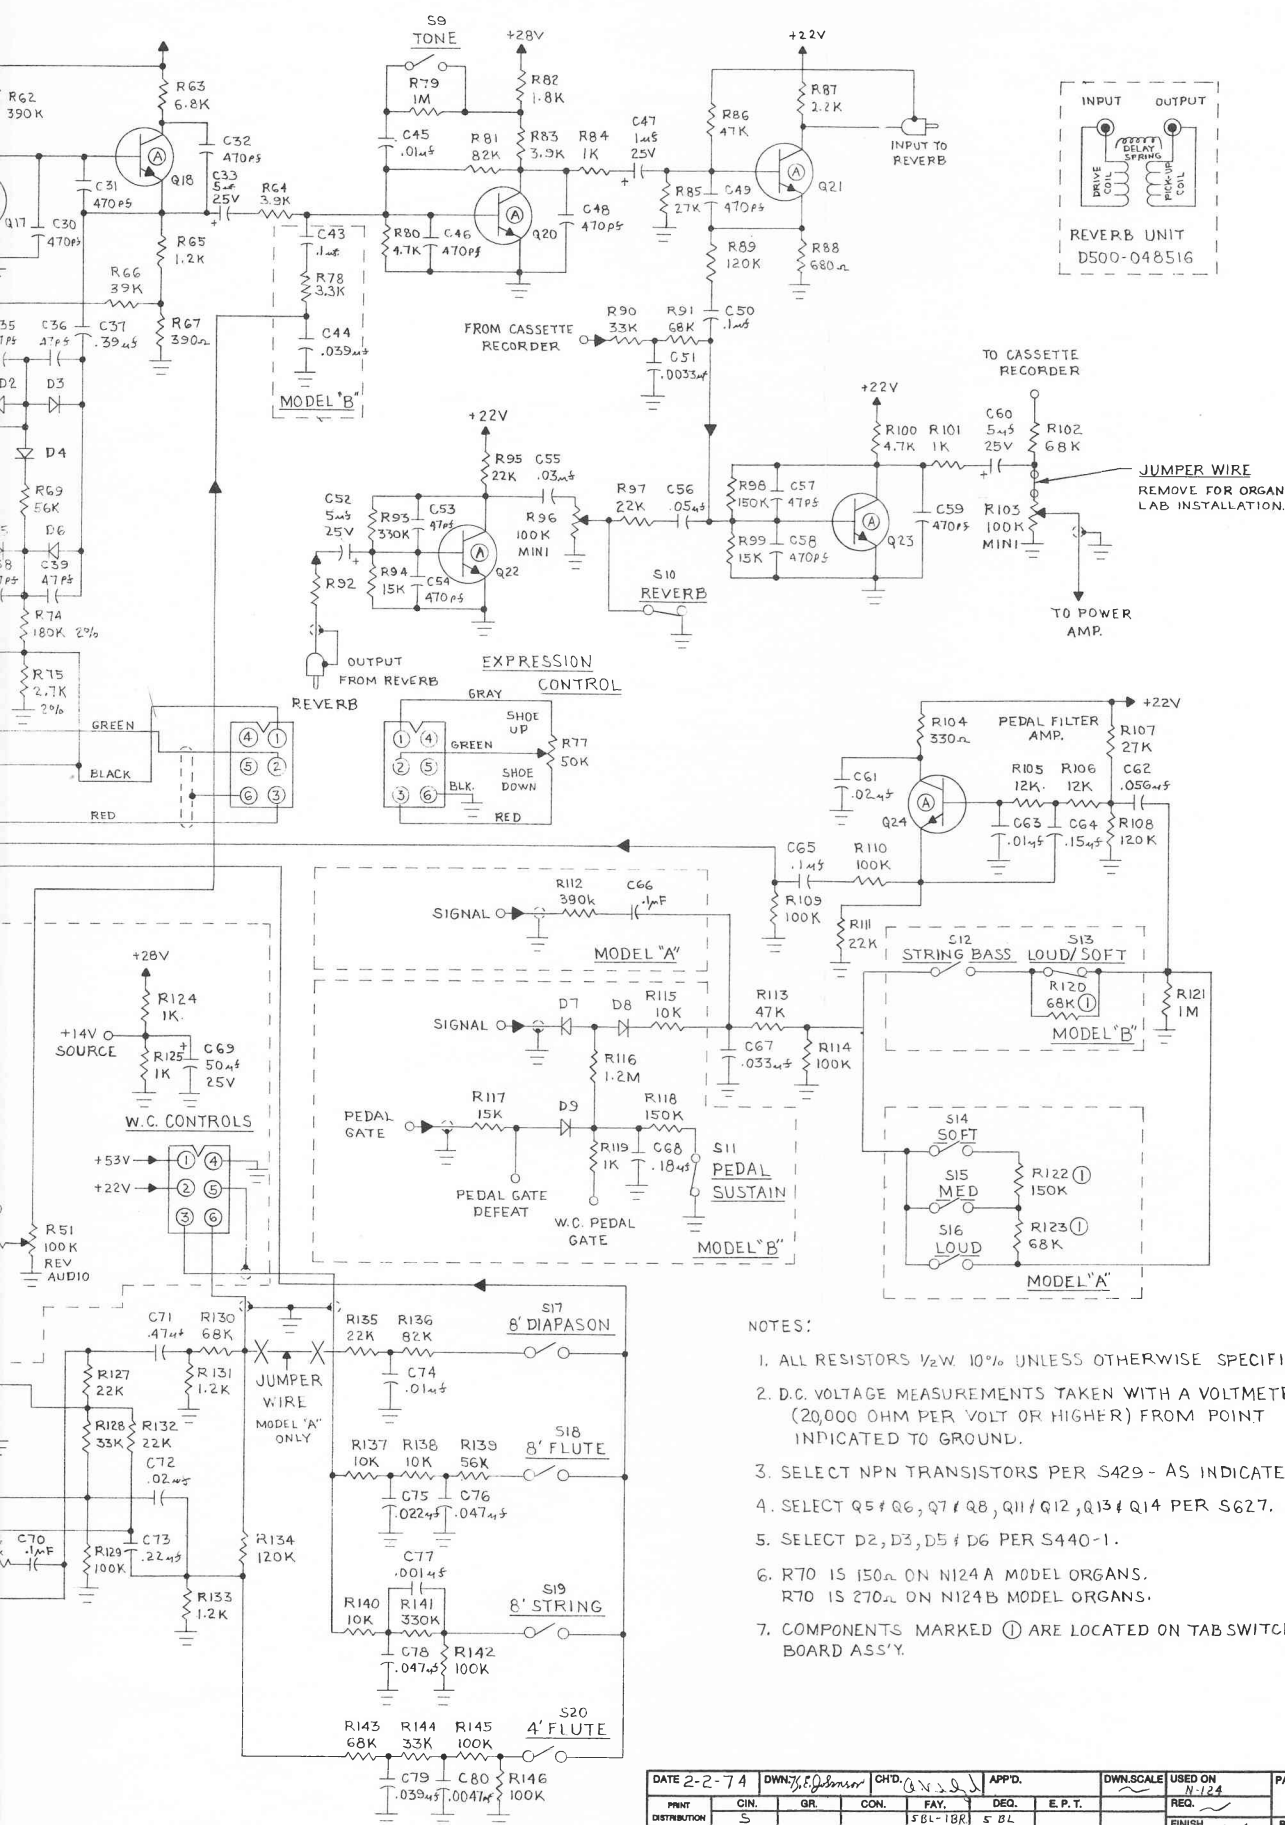 S9
TONE
+28V
+22V
R62
390K
R63
6.8K
R79
1M
R82
1.8K
R87
2.2K
INPUT
OUTPUT
DELAY
SPRING
DRIVE
COIL
PICK-UP
COIL
REVERB UNIT
D500-048516
C32
470pf
Q18
A
C45
.01uf
R81
82K
R83
3.9K
R84
1K
C47
1uf
25V
R86
47K
INPUT TO
REVERB
A
Q21
C31
470pf
C33
5uf
25V
R64
3.9K
Q17
C30
470pf
R80
4.7K
C46
470pf
A
Q20
C48
470pf
R85
27K
C49
470pf
C43
.1uf
R65
1.2K
R89
120K
R88
680Ω
R66
39K
R78
3.3K
R67
390Ω
C36
47pf
C37
.39uf
C44
.039uf
MODEL "B"
FROM CASSETTE
RECORDER
R90
33K
R91
68K
C50
.1uf
C51
.0033uf
D2
D3
D4
TO CASSETTE
RECORDER
+22V
+22V
R100
4.7K
R101
1K
C60
5uf
25V
R102
68K
JUMPER WIRE
REMOVE FOR ORGAN
LAB INSTALLATION.
R95
22K
C55
.03uf
R69
56K
C52
5uf
25V
R93
330K
C53
47pf
R96
100K
MINI
R97
22K
C56
.05uf
R98
150K
C57
47pf
A
Q23
C59
470pf
R103
100K
MINI
D6
C39
47pf
R92
R94
15K
C54
470pf
A
Q22
R99
15K
C58
470pf
S10
REVERB
TO POWER
AMP.
R74
180K 2%
R75
2.7K
2%
OUTPUT
FROM REVERB
REVERB
EXPRESSION
CONTROL
GRAY
SHOE
UP
GREEN
SHOE
DOWN
BLK.
RED
R77
50K
1 4
2 5
3 6
GREEN
BLACK
RED
4 1
5 2
6 3
+22V
R104
330Ω
PEDAL FILTER
AMP.
R107
27K
C61
.02uf
A
Q24
R105
12K.
R106
12K
C62
.056uf
C63
.01uf
C64
.15uf
R108
120K
C65
.1uf
R110
100K
R109
100K
R111
22K
R112
390k
C66
.1µF
SIGNAL
MODEL "A"
S12
STRING BASS
S13
LOUD/SOFT
R120
68K 1
MODEL "B"
R121
1M
+28V
R124
1K.
+14V
SOURCE
R125
1K
C69
50uf
25V
SIGNAL
D7
D8
R115
10K
R113
47K
R116
1.2M
C67
.033uf
R114
100K
W.C. CONTROLS
PEDAL
GATE
R117
15K
D9
R118
150K
R119
1K
C68
.18uf
S11
PEDAL
SUSTAIN
PEDAL GATE
DEFEAT
W.C. PEDAL
GATE
MODEL "B"
S14
SOFT
S15
MED
S16
LOUD
R122 1
150K
R123 1
68K
MODEL "A"
+53V
+22V
1 4
2 5
3 6
R51
100K
REV
AUDIO
C71
.47uf
R130
68K
R135
22K
R136
82K
S17
8' DIAPASON
R127
22K
R131
1.2K
JUMPER
WIRE
MODEL "A"
ONLY
C74
.01uf
R128
33K
R132
22K
C72
.02uf
R137
10K
R138
10K
R139
56K
S18
8' FLUTE
C75
.022uf
C76
.047uf
C70
.1µF
R129
100K
C73
.22uf
R134
120K
C77
.001uf
R133
1.2K
R140
10K
R141
330K
S19
8' STRING
C78
.047uf
R142
100K
R143
68K
R144
33K
R145
100K
S20
4' FLUTE
C79
.039uf
C80
.0047uf
R146
100K
NOTES:
1. ALL RESISTORS 1/2W. 10% UNLESS OTHERWISE SPECIFI
2. D.C. VOLTAGE MEASUREMENTS TAKEN WITH A VOLTMETE
(20,000 OHM PER VOLT OR HIGHER) FROM POINT
INDICATED TO GROUND.
3. SELECT NPN TRANSISTORS PER S429 - AS INDICATE
4. SELECT Q5 & Q6, Q7 & Q8, Q11 & Q12, Q13 & Q14 PER S627.
5. SELECT D2, D3, D5 & D6 PER S440-1.
6. R70 IS 150Ω ON N124A MODEL ORGANS.
R70 IS 270Ω ON N124B MODEL ORGANS.
7. COMPONENTS MARKED 1 ARE LOCATED ON TAB SWITC
BOARD ASS'Y.
DATE 2-2-74 DWN. K.E. Johnson CH'D. APP'D. DWN.SCALE USED ON N-124
PRINT DISTRIBUTION CIN. S GR. CON. FAY. 5BL-1BR DEQ. 5BL E.P.T. REQ.
FINISH